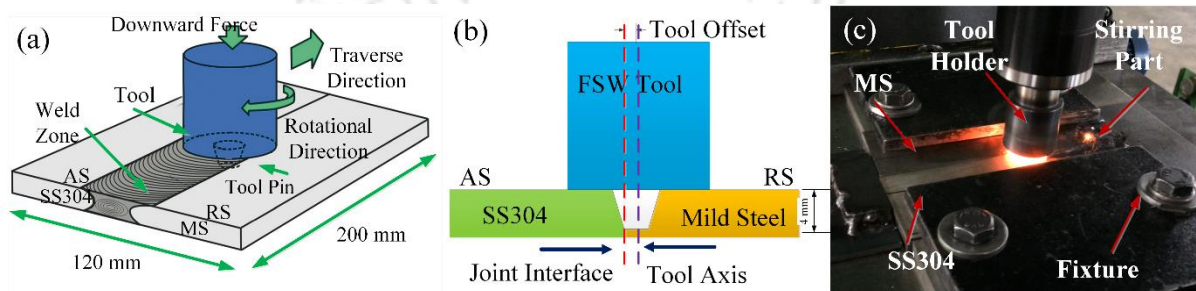 (a)
Downward Force
Traverse
Direction
Tool
Weld
Zone
Rotational
Direction
Tool Pin
AS
SS304
RS
MS
120 mm
200 mm
(b)
Tool Offset
FSW Tool
AS
RS
SS304
Mild Steel
4 mm
Joint Interface
Tool Axis
(c)
Tool
Holder
Stirring
Part
MS
SS304
Fixture